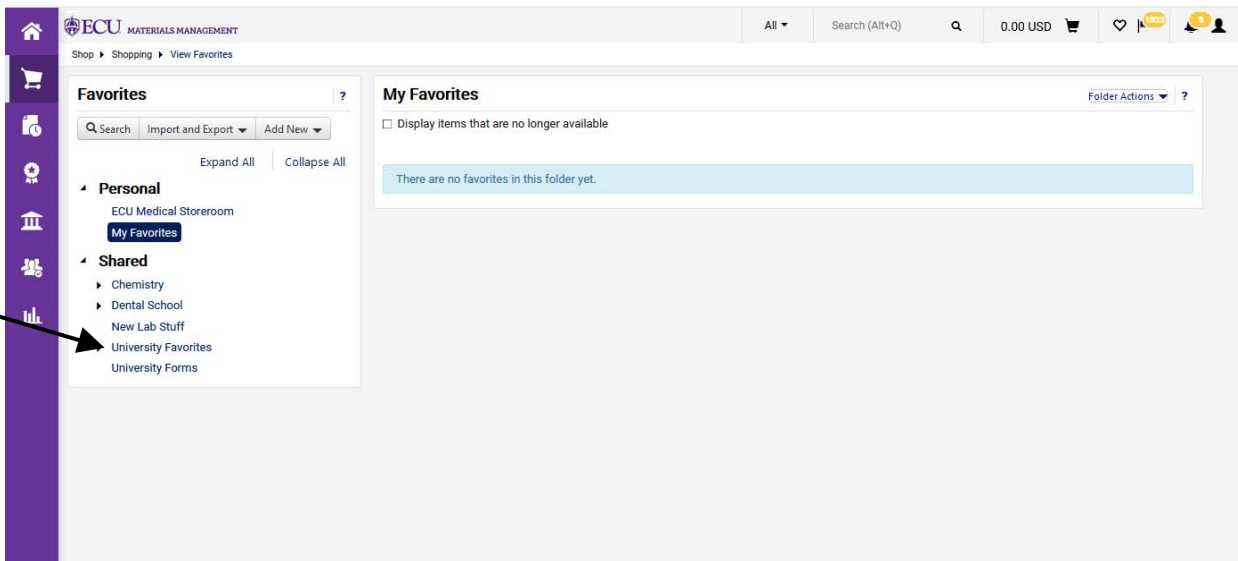 ECU MATERIALS MANAGEMENT
All
Search (Alt+Q)
0.00 USD
1633
Shop Shopping View Favorites
Favorites ?
Search Import and Export Add New
Expand All Collapse All
Personal
ECU Medical Storeroom
My Favorites
Shared
Chemistry
Dental School
New Lab Stuff
University Favorites
University Forms
My Favorites
Folder Actions ?
Display items that are no longer available
There are no favorites in this folder yet.